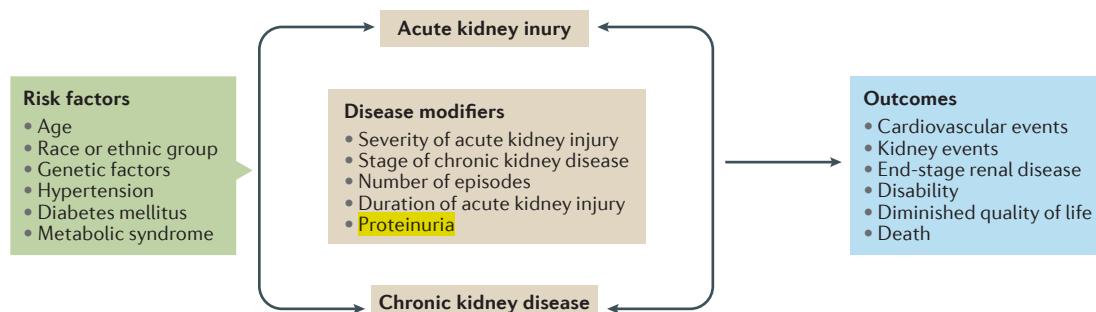 Acute kidney inury
Risk factors
• Age
• Race or ethnic group
• Genetic factors
• Hypertension
• Diabetes mellitus
• Metabolic syndrome
Disease modifiers
• Severity of acute kidney injury
• Stage of chronic kidney disease
• Number of episodes
• Duration of acute kidney injury
• Proteinuria
Outcomes
• Cardiovascular events
• Kidney events
• End-stage renal disease
• Disability
• Diminished quality of life
• Death
Chronic kidney disease